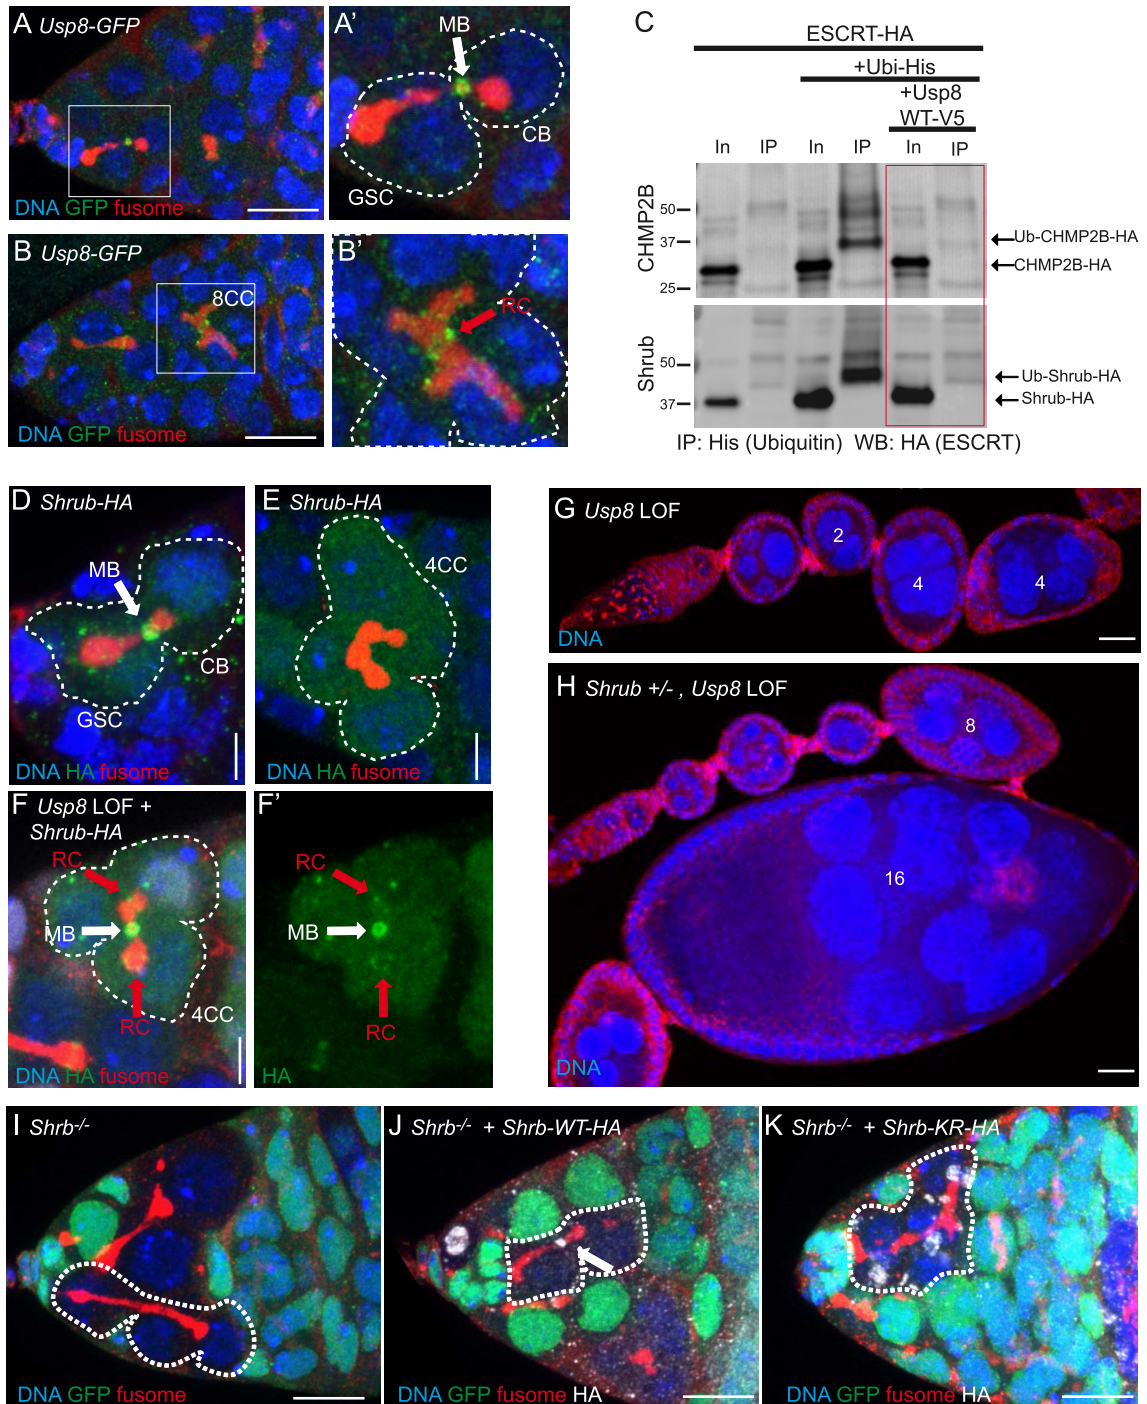 A Usp8-GFP
DNA GFP fusome
A'
MB
CB
GSC
B Usp8-GFP
8CC
DNA GFP fusome
B'
RC
C
ESCRT-HA
+Ubi-His
+Usp8
WT-V5
In IP In IP In IP
CHMP2B
50
37
25
Ub-CHMP2B-HA
CHMP2B-HA
Shrub
50
37
Ub-Shrub-HA
Shrub-HA
IP: His (Ubiquitin) WB: HA (ESCRT)
D Shrub-HA
MB
CB
GSC
DNA HA fusome
E Shrub-HA
4CC
DNA HA fusome
F Usp8 LOF +
Shrub-HA
RC
MB
4CC
RC
DNA HA fusome
F'
RC
MB
RC
HA
G Usp8 LOF
2
4
4
DNA
H Shrub +/- , Usp8 LOF
8
16
DNA
I Shrb-/-
DNA GFP fusome
J Shrb-/- + Shrb-WT-HA
DNA GFP fusome HA
K Shrb-/- + Shrb-KR-HA
DNA GFP fusome HA